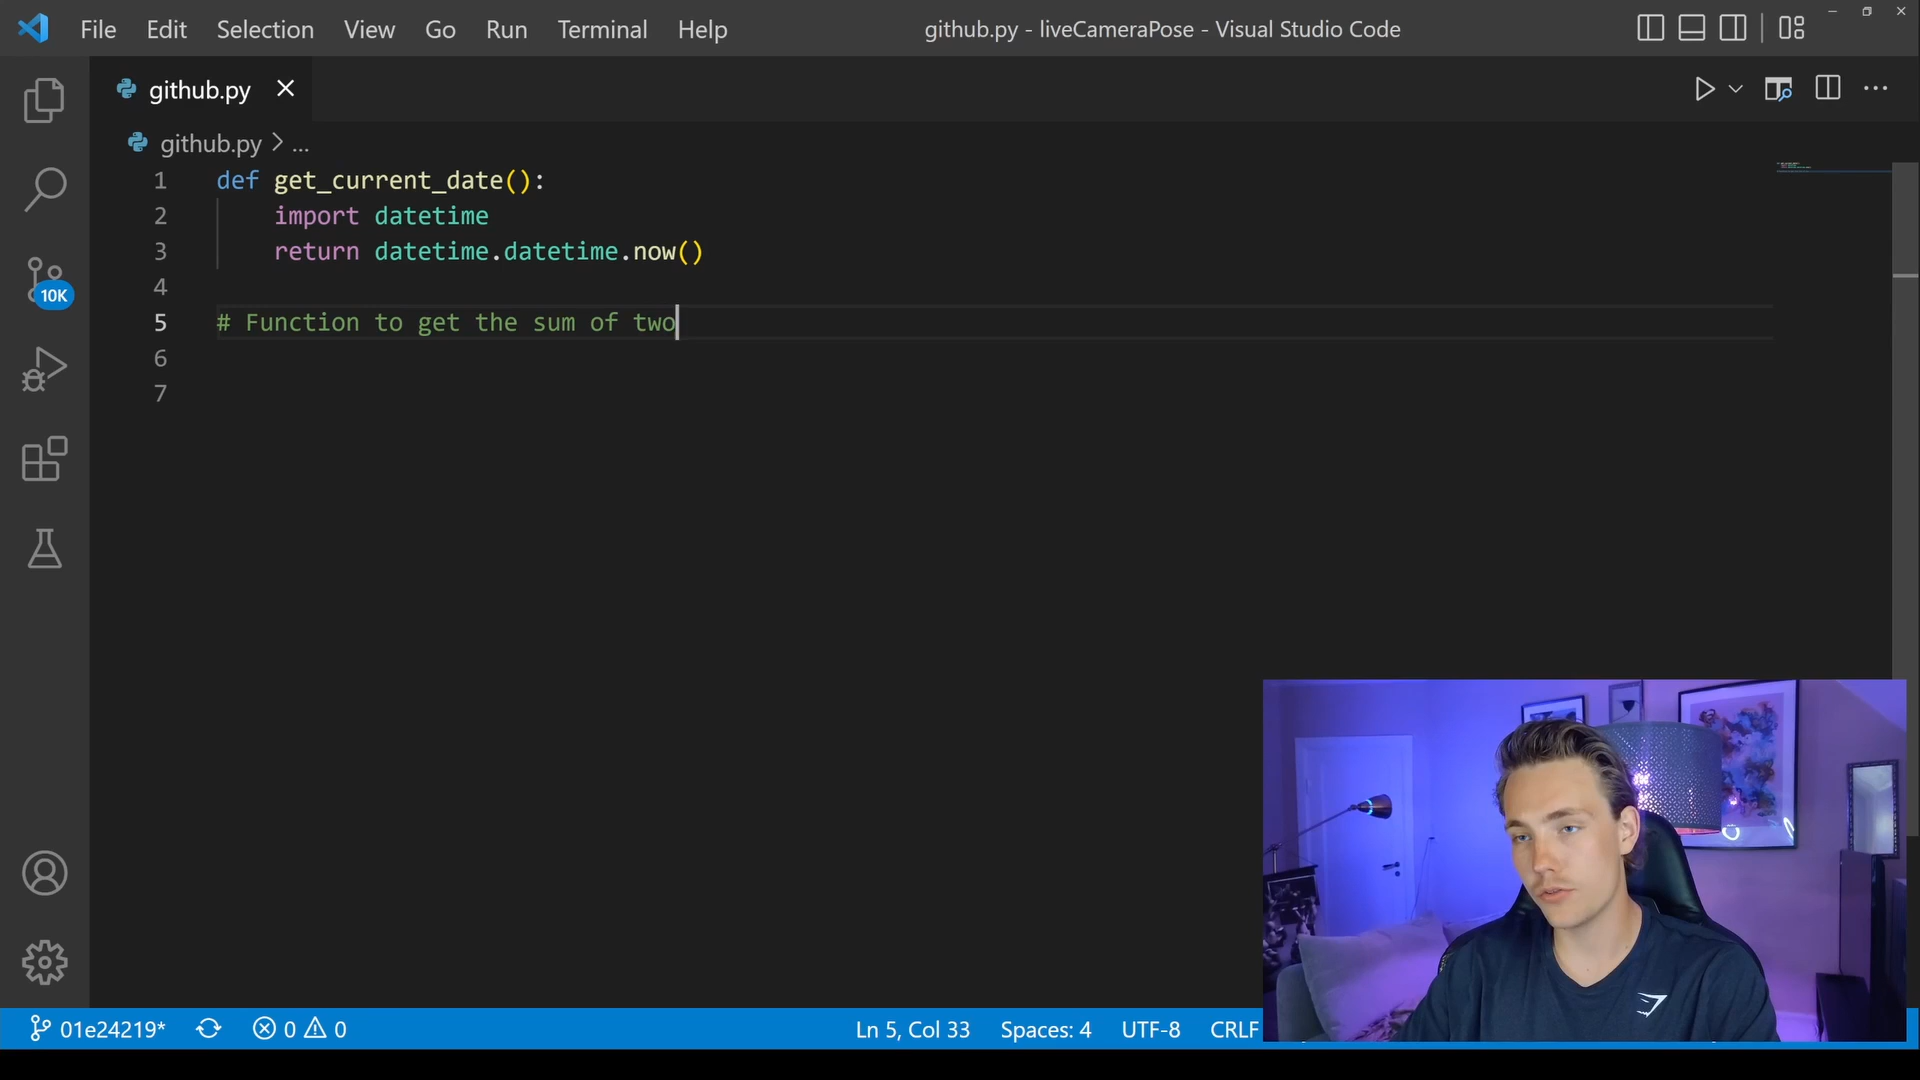 File Edit Selection View Go Run Terminal Help github.py - liveCameraPose - Visual Studio Code
github.py
github.py > ...
1 def get_current_date():
2 import datetime
3 return datetime.datetime.now()
4
5 # Function to get the sum of two
6
7
10K
01e24219* 0 0 Ln 5, Col 33 Spaces: 4 UTF-8 CRLF